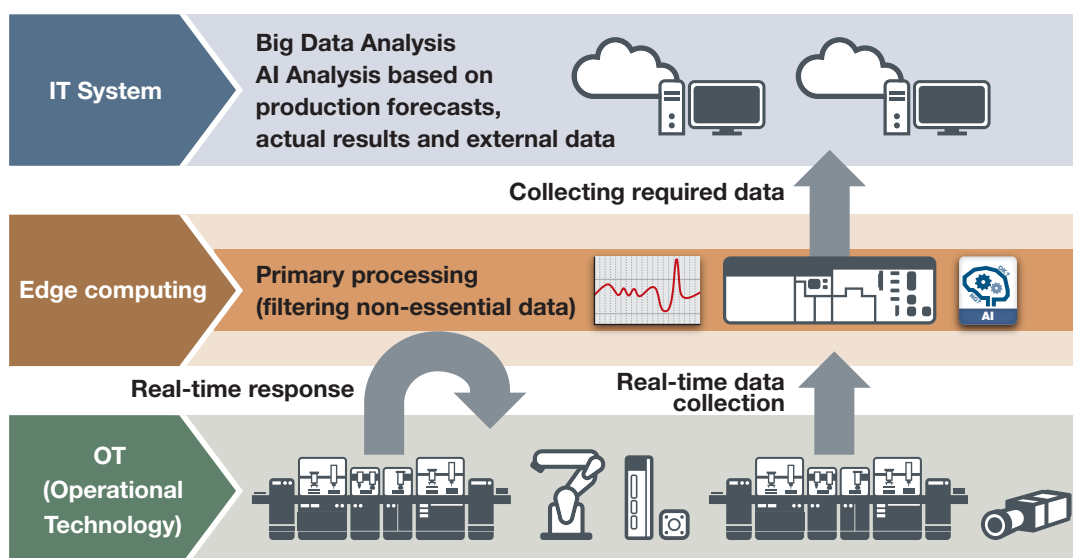 IT System
Big Data Analysis
AI Analysis based on
production forecasts,
actual results and external data
Collecting required data
Edge computing
Primary processing
(filtering non-essential data)
OK?
NG?
AI
Real-time response
Real-time data
collection
OT
(Operational
Technology)